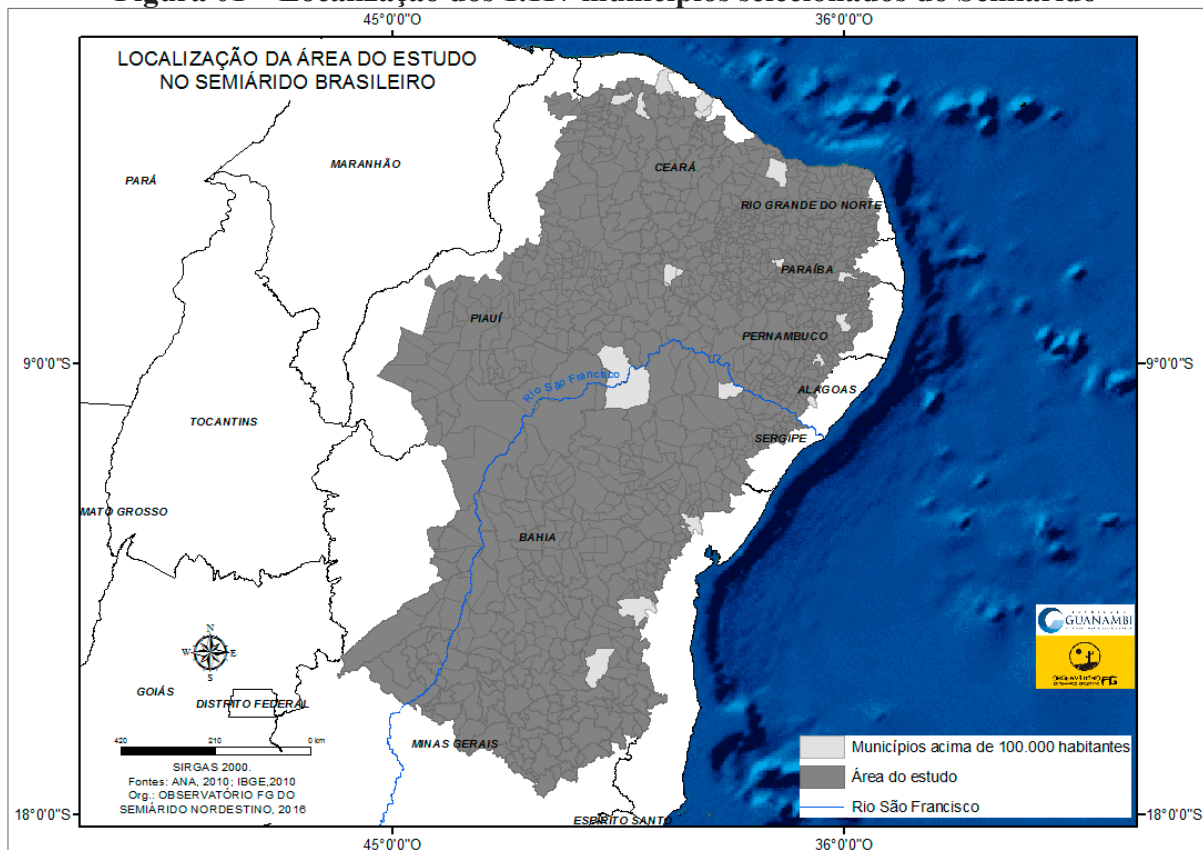 45°0'0"O
36°0'0"O
LOCALIZAÇÃO DA ÁREA DO ESTUDO
NO SEMIÁRIDO BRASILEIRO
MARANHÃO
CEARÁ
PARÁ
RIO GRANDE DO NORTE
PARAÍBA
PIAUÍ
PERNAMBUCO
9°0'0"S
9°0'0"S
Rio São Francisco
ALAGOAS
TOCANTINS
SERGIPE
MATO GROSSO
BAHIA
GUANAMBI
N
W
E
S
FG
GOIÁS
DISTRITO FEDERAL
MINAS GERAIS
420
210
0 km
SIRGAS 2000.
Fontes: ANA, 2010; IBGE,2010
Org.: OBSERVATÓRIO FG DO
SEMIÁRIDO NORDESTINO, 2016
Municípios acima de 100.000 habitantes
Área do estudo
Rio São Francisco
18°0'0"S
18°0'0"S
ESPÍRITO SANTO
45°0'0"O
36°0'0"O